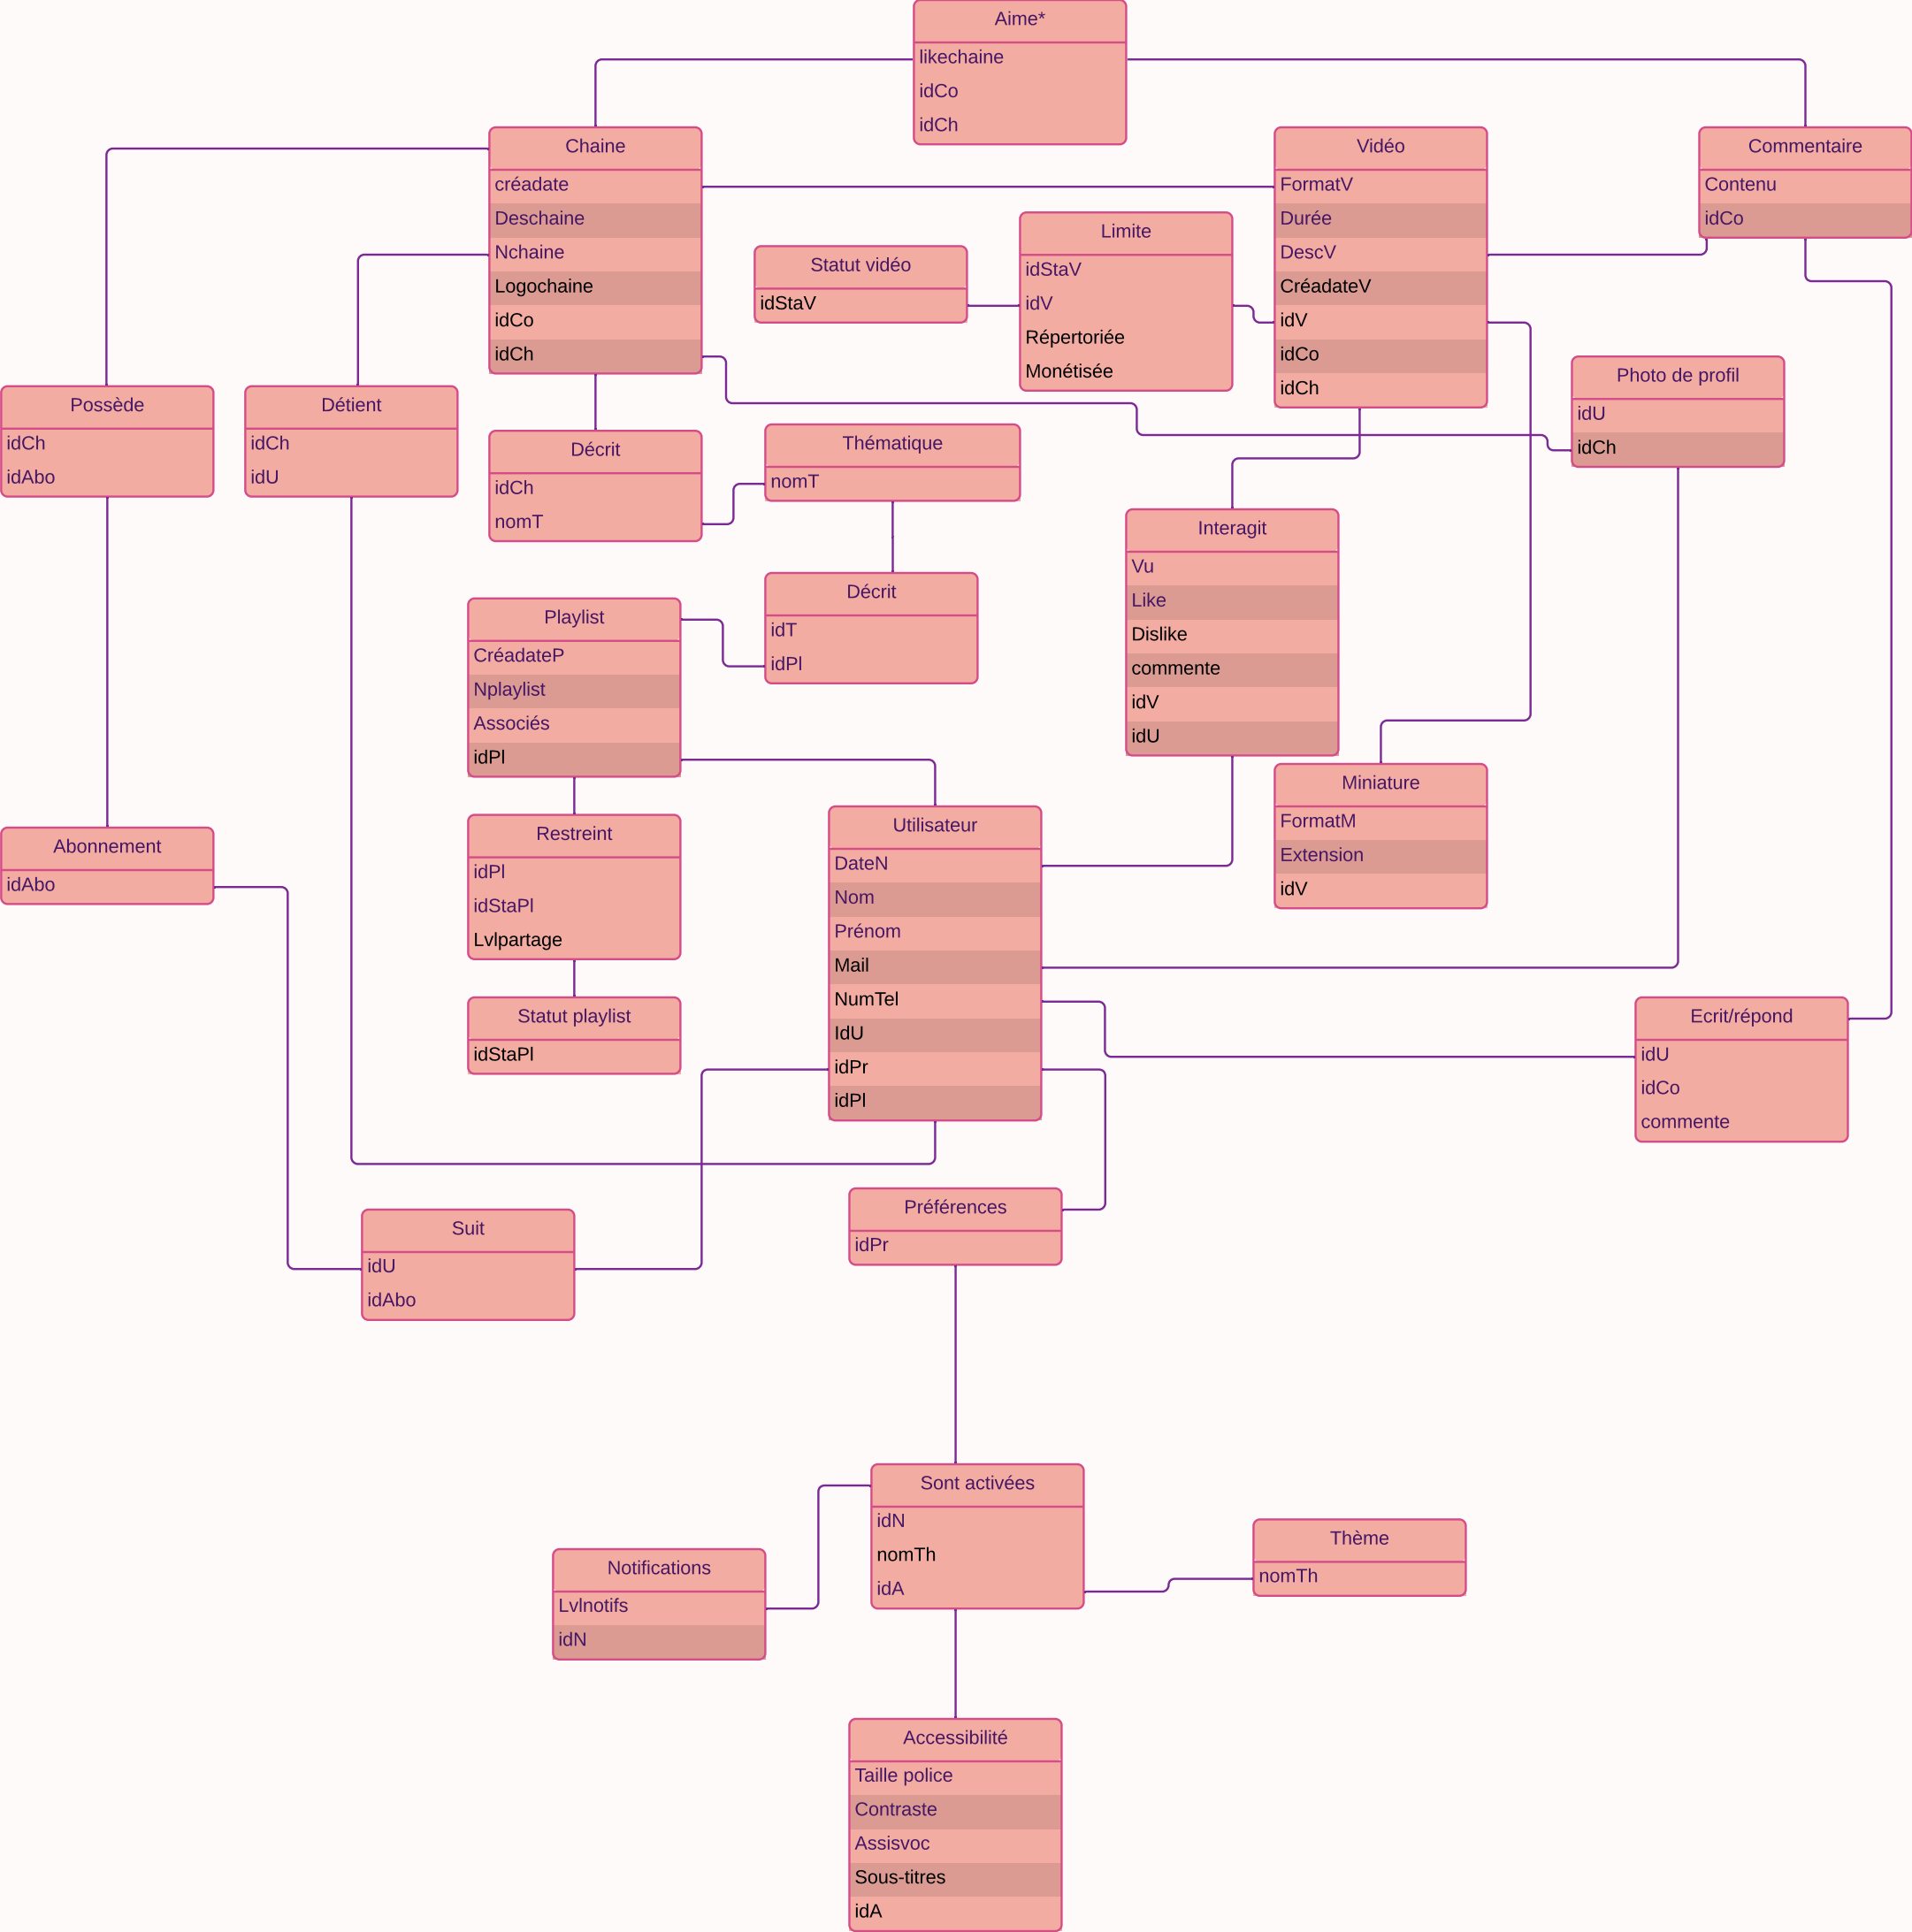 Aime*
likechaine
idCo
idCh
Chaine
créadate
Deschaine
Nchaine
Logochaine
idCo
idCh
Vidéo
FormatV
Durée
DescV
CréadateV
idV
idCo
idCh
Commentaire
Contenu
idCo
Limite
idStaV
idV
Répertoriée
Monétisée
Statut vidéo
idStaV
Photo de profil
idU
idCh
Possède
idCh
idAbo
Détient
idCh
idU
Décrit
idCh
nomT
Thématique
nomT
Interagit
Vu
Like
Dislike
commente
idV
idU
Décrit
idT
idPl
Playlist
CréadateP
Nplaylist
Associés
idPl
Miniature
FormatM
Extension
idV
Utilisateur
DateN
Nom
Prénom
Mail
NumTel
IdU
idPr
idPl
Restreint
idPl
idStaPl
Lvlpartage
Abonnement
idAbo
Statut playlist
idStaPl
Ecrit/répond
idU
idCo
commente
Préférences
idPr
Suit
idU
idAbo
Sont activées
idN
nomTh
idA
Thème
nomTh
Notifications
Lvlnotifs
idN
Accessibilité
Taille police
Contraste
Assisvoc
Sous-titres
idA